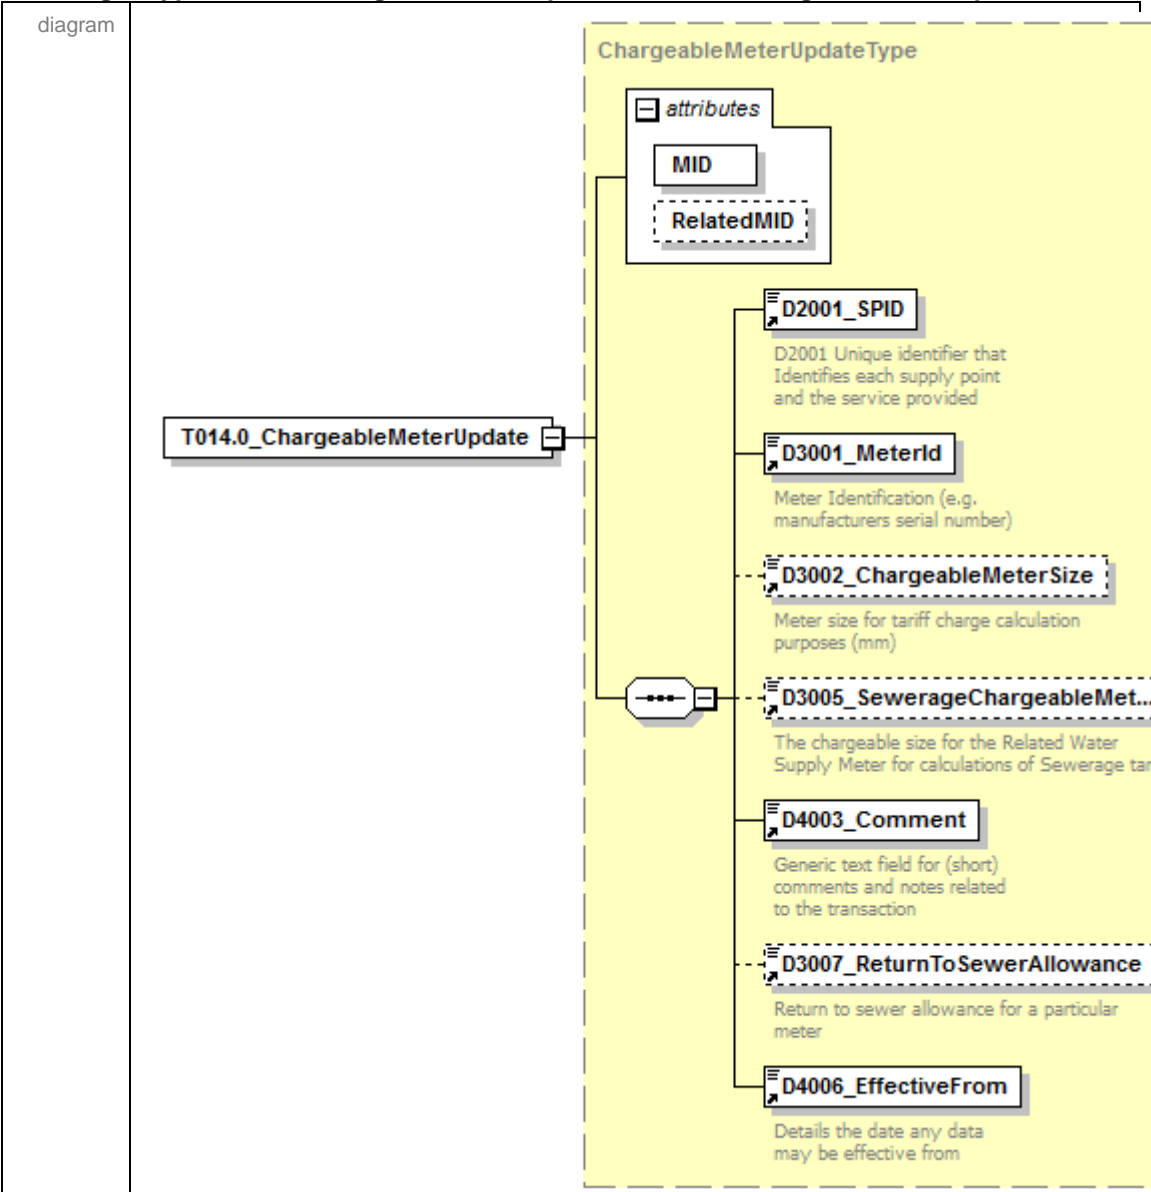 diagram
ChargeableMeterUpdateType
attributes
MID
RelatedMID
D2001_SPID
D2001 Unique identifier that
Identifies each supply point
and the service provided
T014.0_ChargeableMeterUpdate
D3001_MeterId
Meter Identification (e.g.
manufacturers serial number)
D3002_ChargeableMeterSize
Meter size for tariff charge calculation
purposes (mm)
D3005_SewerageChargeableMet...
The chargeable size for the Related Water
Supply Meter for calculations of Sewerage tar
D4003_Comment
Generic text field for (short)
comments and notes related
to the transaction
D3007_ReturnToSewerAllowance
Return to sewer allowance for a particular
meter
D4006_EffectiveFrom
Details the date any data
may be effective from